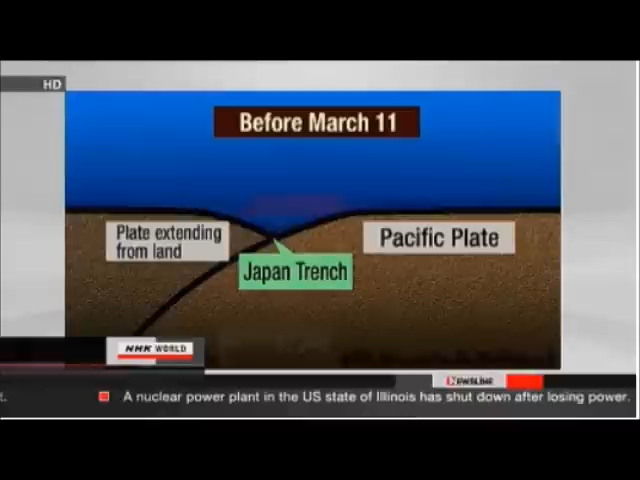 HD
Before March 11
Plate extending
from land
Pacific Plate
Japan Trench
NHK WORLD
NEWSLINE
t.
A nuclear power plant in the US state of Illinois has shut down after losing power.